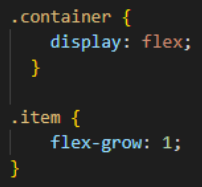 .container {
    display: flex;
  }

.item {
    flex-grow: 1;
}